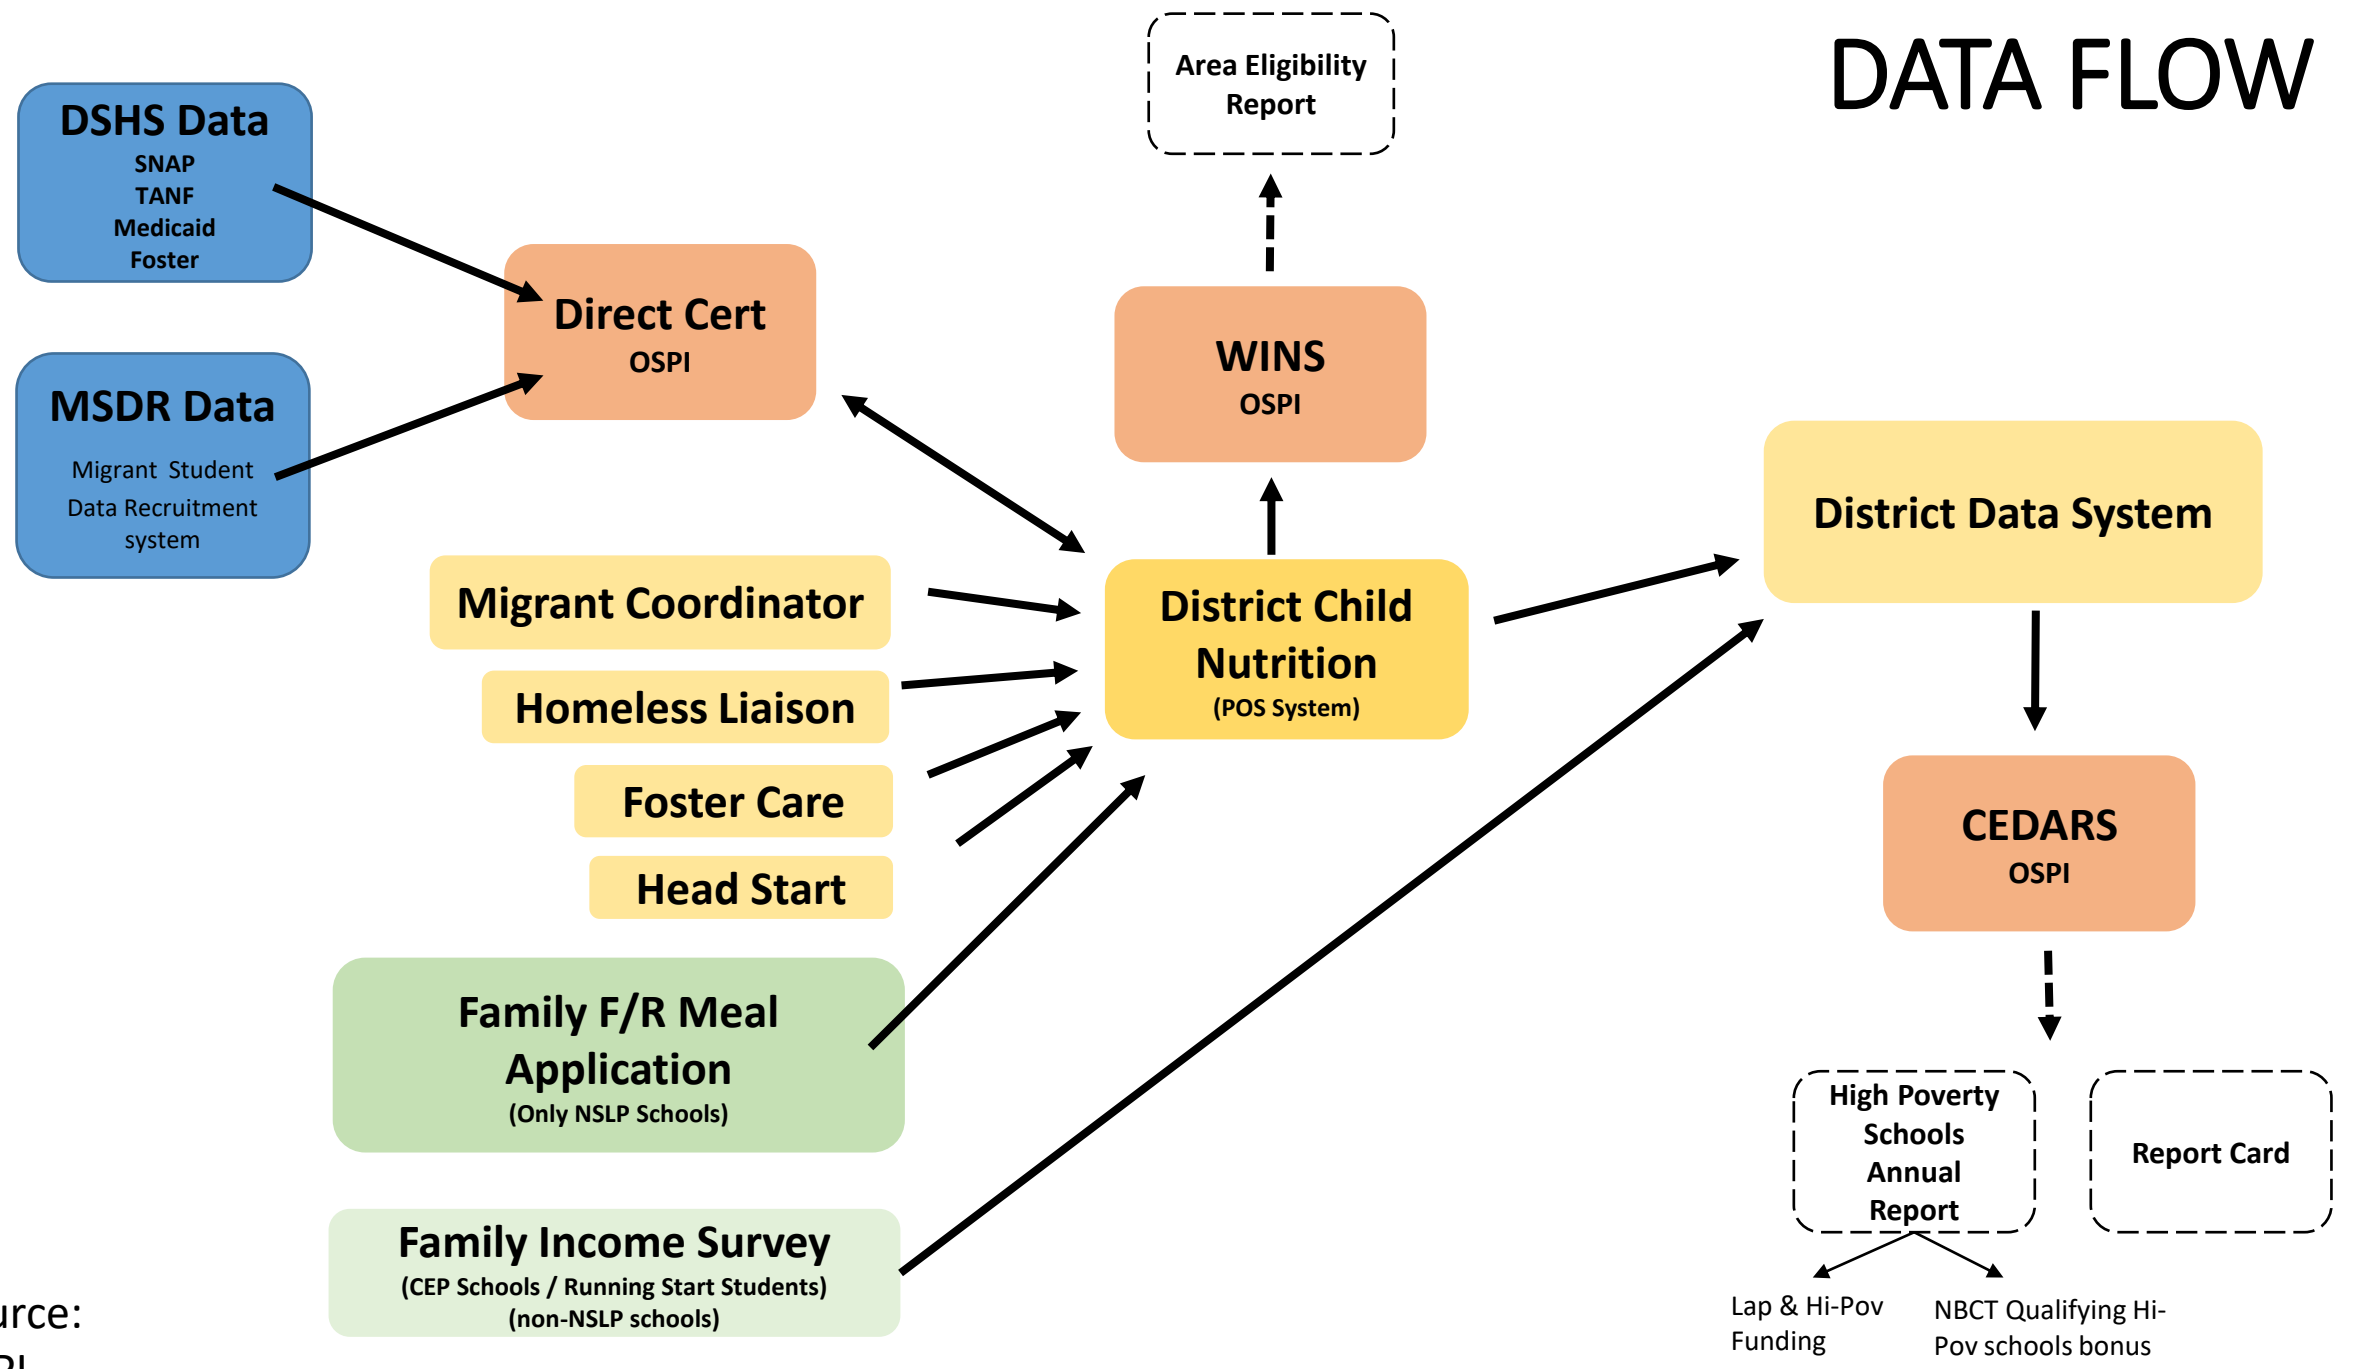 DATA FLOW
Area Eligibility
Report
DSHS Data
SNAP
TANF
Medicaid
Foster
Direct Cert
OSPI
WINS
OSPI
MSDR Data
Migrant Student
Data Recruitment
system
District Data System
Migrant Coordinator
Homeless Liaison
Foster Care
Head Start
District Child
Nutrition
(POS System)
CEDARS
OSPI
Family F/R Meal
Application
(Only NSLP Schools)
High Poverty
Schools
Annual
Report
Report Card
Family Income Survey
(CEP Schools / Running Start Students)
(non-NSLP schools)
Lap & Hi-Pov
Funding
NBCT Qualifying Hi-
Pov schools bonus
urce: